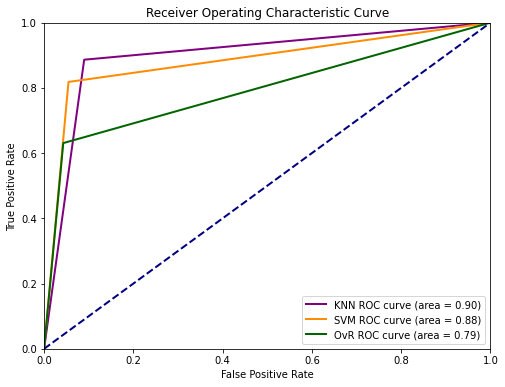 Receiver Operating Characteristic Curve
True Positive Rate
1.0
0.8
0.6
0.4
0.2
0.0
KNN ROC curve (area = 0.90)
SVM ROC curve (area = 0.88)
OvR ROC curve (area = 0.79)
0.0 0.2 0.4 0.6 0.8 1.0
False Positive Rate